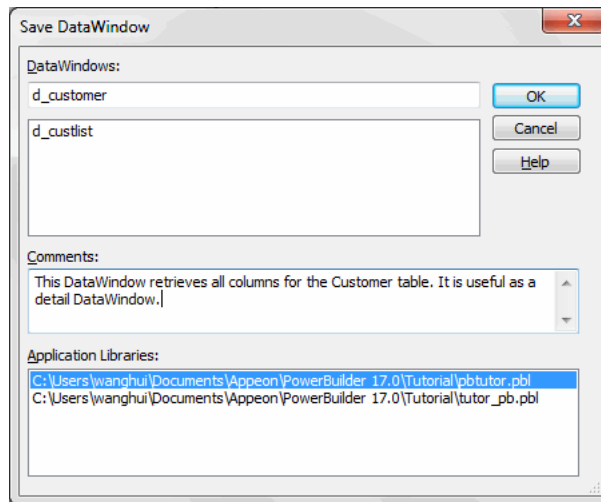 Save DataWindow
DataWindows:
d_customer
OK
d_custlist
Cancel
Help
Comments:
This DataWindow retrieves all columns for the Customer table. It is useful as a
detail DataWindow.
Application Libraries:
C:\Users\wanghui\Documents\Appeon\PowerBuilder 17.0\Tutorial\pbtutor.pbl
C:\Users\wanghui\Documents\Appeon\PowerBuilder 17.0\Tutorial\tutor_pb.pbl